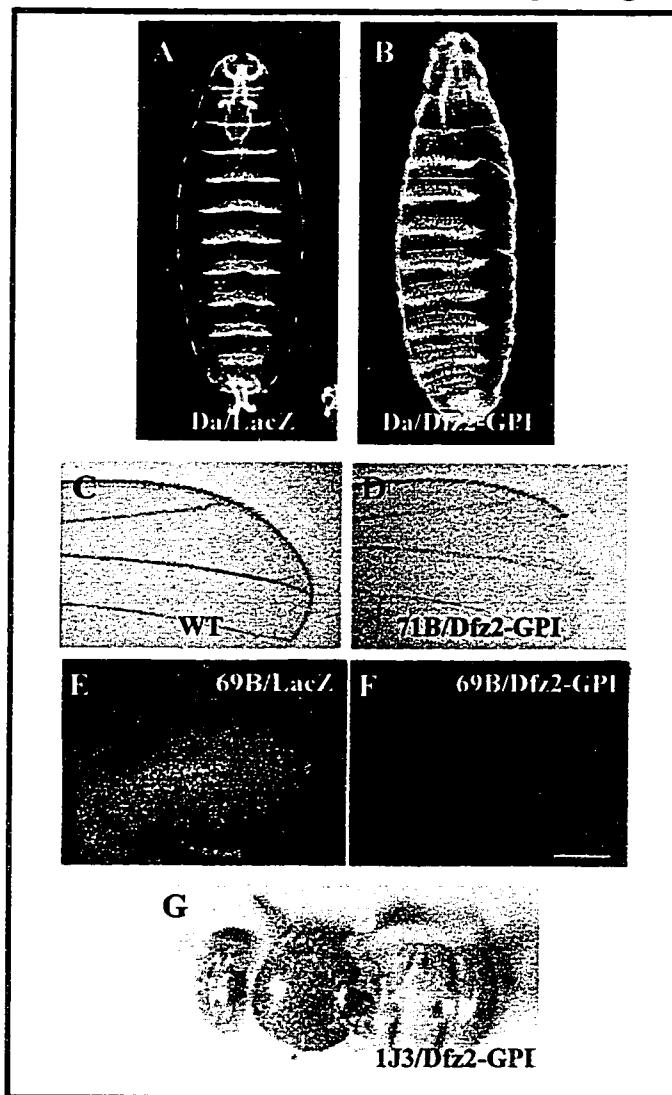 A B
Da/LacZ Da/Dfz2-GPI
C D
WT 71B/Dfz2-GPI
E 69B/LacZ F 69B/Dfz2-GPI
G
1J3/Dfz2-GPI